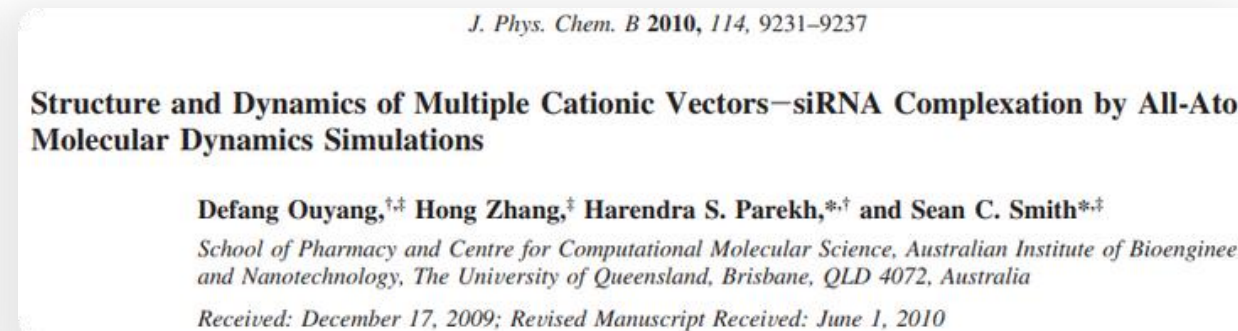 J. Phys. Chem. B 2010, 114, 9231–9237
Structure and Dynamics of Multiple Cationic Vectors−siRNA Complexation by All-Ato
Molecular Dynamics Simulations
Defang Ouyang,†,‡ Hong Zhang,‡ Harendra S. Parekh,*,† and Sean C. Smith*,‡
School of Pharmacy and Centre for Computational Molecular Science, Australian Institute of Bioenginee
and Nanotechnology, The University of Queensland, Brisbane, QLD 4072, Australia
Received: December 17, 2009; Revised Manuscript Received: June 1, 2010